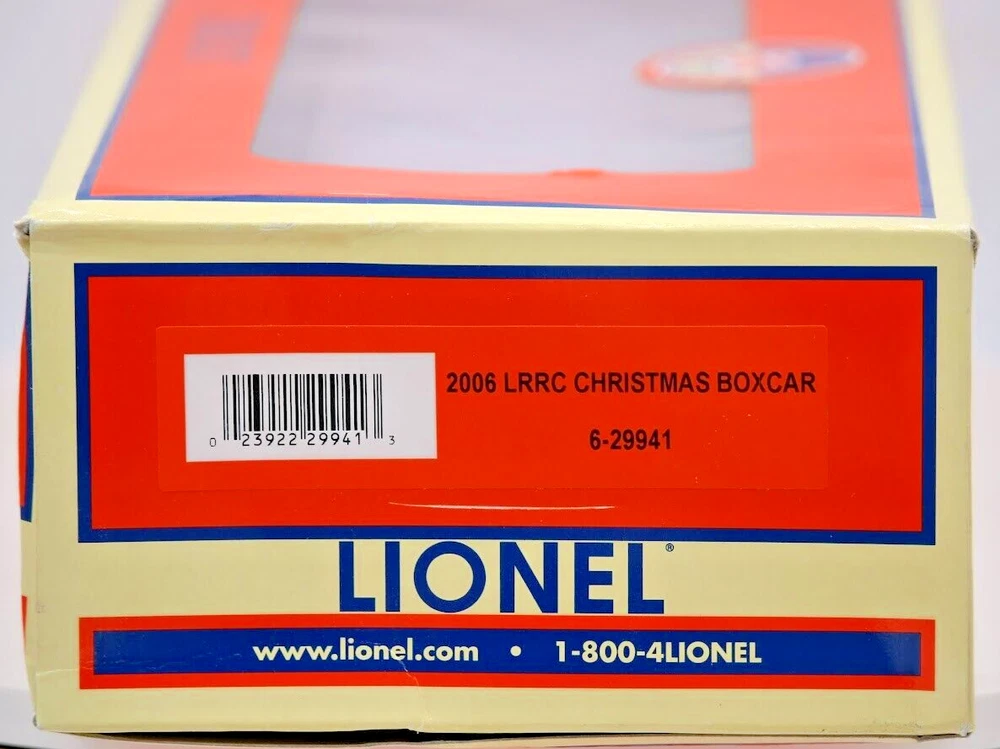 2006 LRRC CHRISTMAS BOXCAR
6-29941
0 23922 29941 3
LIONEL®
www.lionel.com • 1-800-4LIONEL